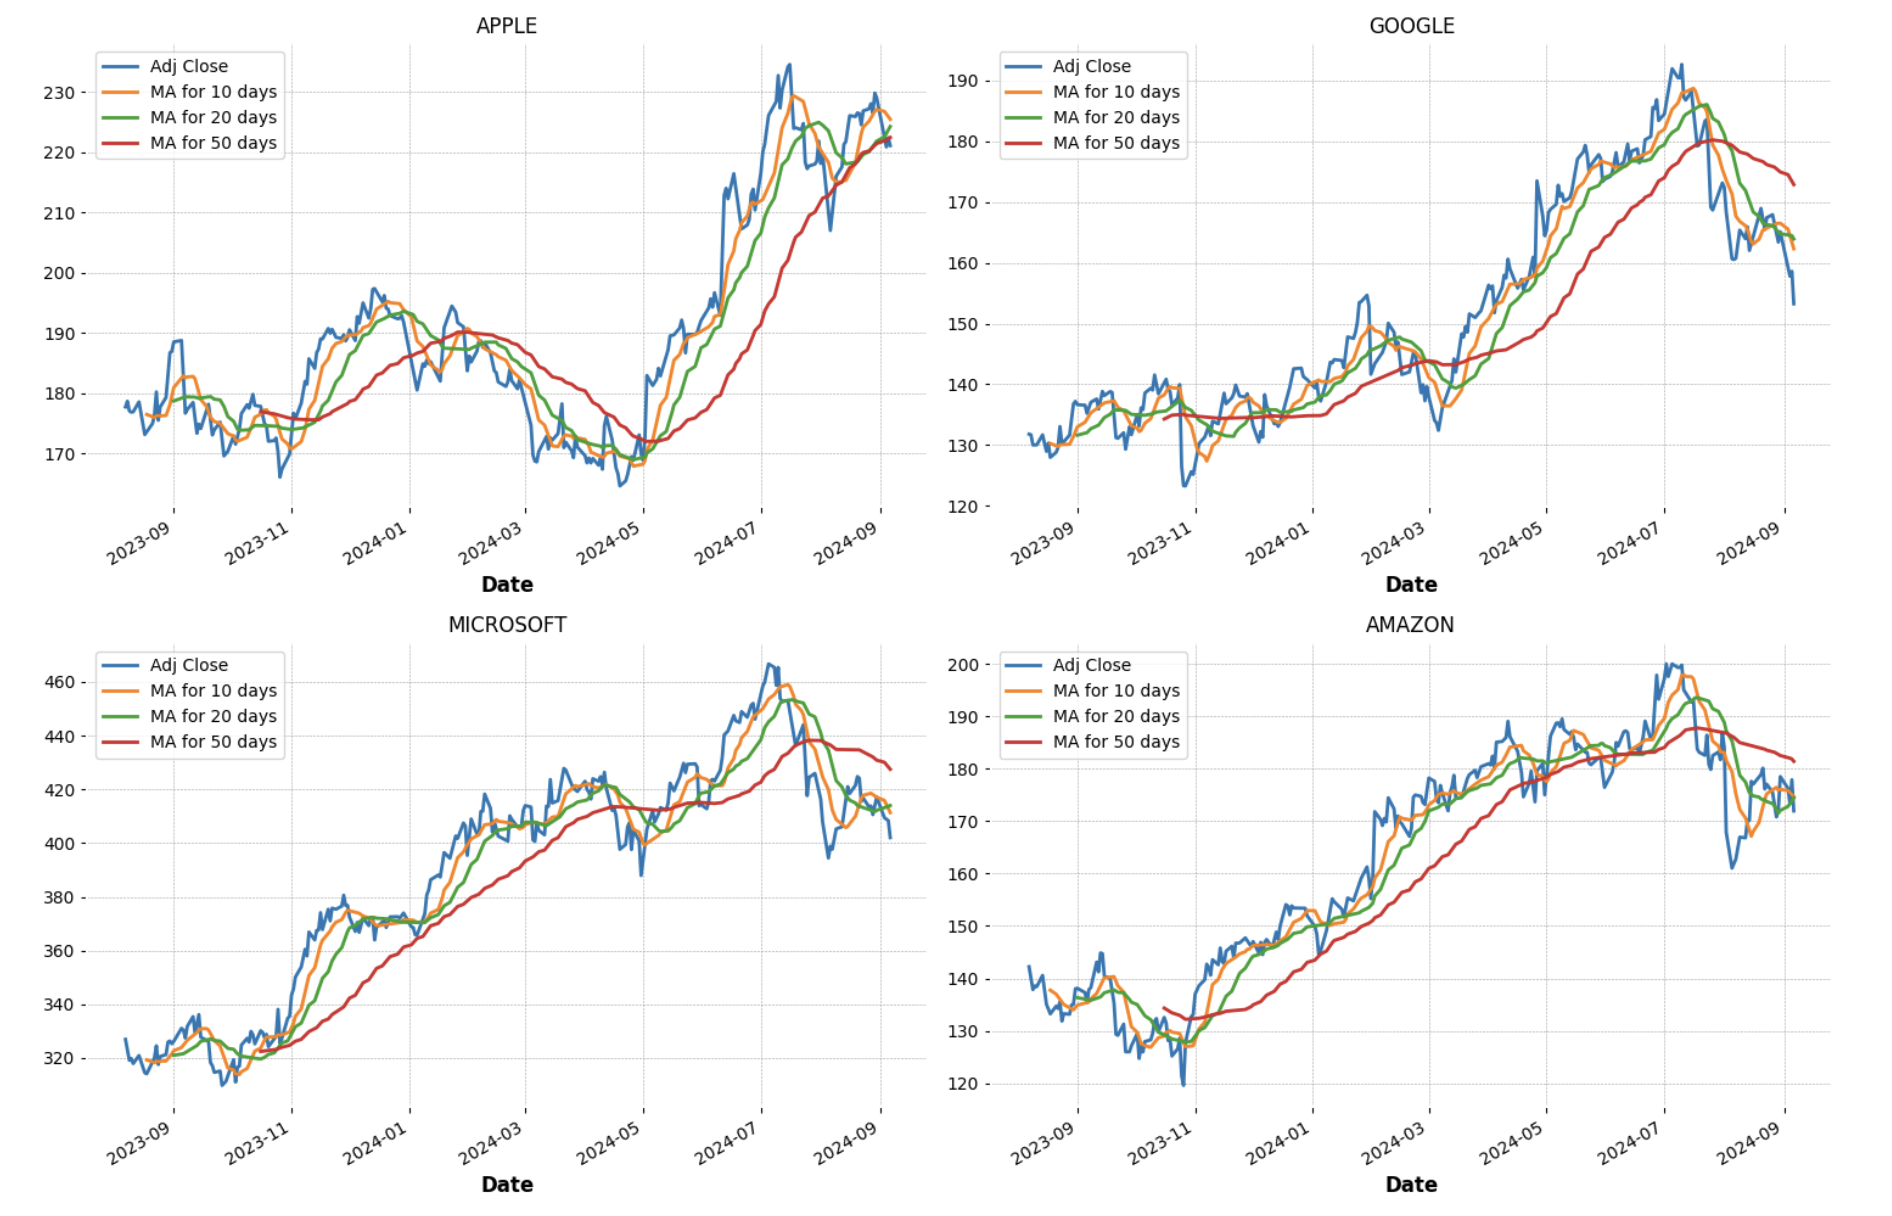 APPLE
Adj Close
MA for 10 days
MA for 20 days
MA for 50 days
230
220
210
200
190
180
170
2023-09
2023-11
2024-01
2024-03
2024-05
2024-07
2024-09
Date
GOOGLE
Adj Close
MA for 10 days
MA for 20 days
MA for 50 days
190
180
170
160
150
140
130
120
2023-09
2023-11
2024-01
2024-03
2024-05
2024-07
2024-09
Date
MICROSOFT
Adj Close
MA for 10 days
MA for 20 days
MA for 50 days
460
440
420
400
380
360
340
320
2023-09
2023-11
2024-01
2024-03
2024-05
2024-07
2024-09
Date
AMAZON
Adj Close
MA for 10 days
MA for 20 days
MA for 50 days
200
190
180
170
160
150
140
130
120
2023-09
2023-11
2024-01
2024-03
2024-05
2024-07
2024-09
Date